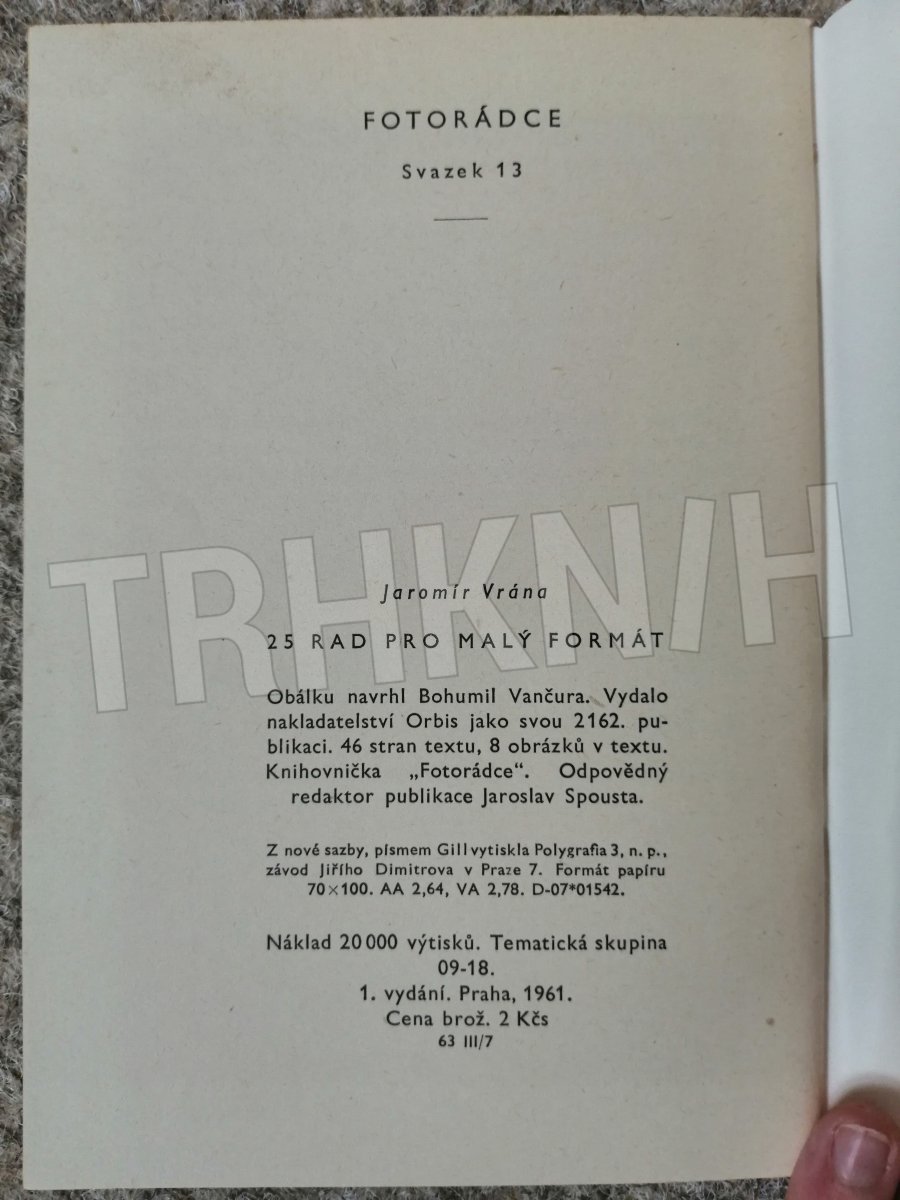 FOTORÁDCE
Svazek 13
TRHKNIH
Jaromír Vrána
25 RAD PRO MALÝ FORMÁT
Obálku navrhl Bohumil Vančura. Vydalo
nakladatelství Orbis jako svou 2162. pu-
blikaci. 46 stran textu, 8 obrázků v textu.
Knihovnička „Fotorádce“. Odpovědný
redaktor publikace Jaroslav Spousta.
Z nové sazby, písmem Gill vytiskla Polygrafia 3, n. p.,
závod Jiřího Dimitrova v Praze 7. Formát papíru
70×100. AA 2,64, VA 2,78. D-07*01542.
Náklad 20 000 výtisků. Tematická skupina
09-18.
1. vydání. Praha, 1961.
Cena brož. 2 Kčs
63 III/7